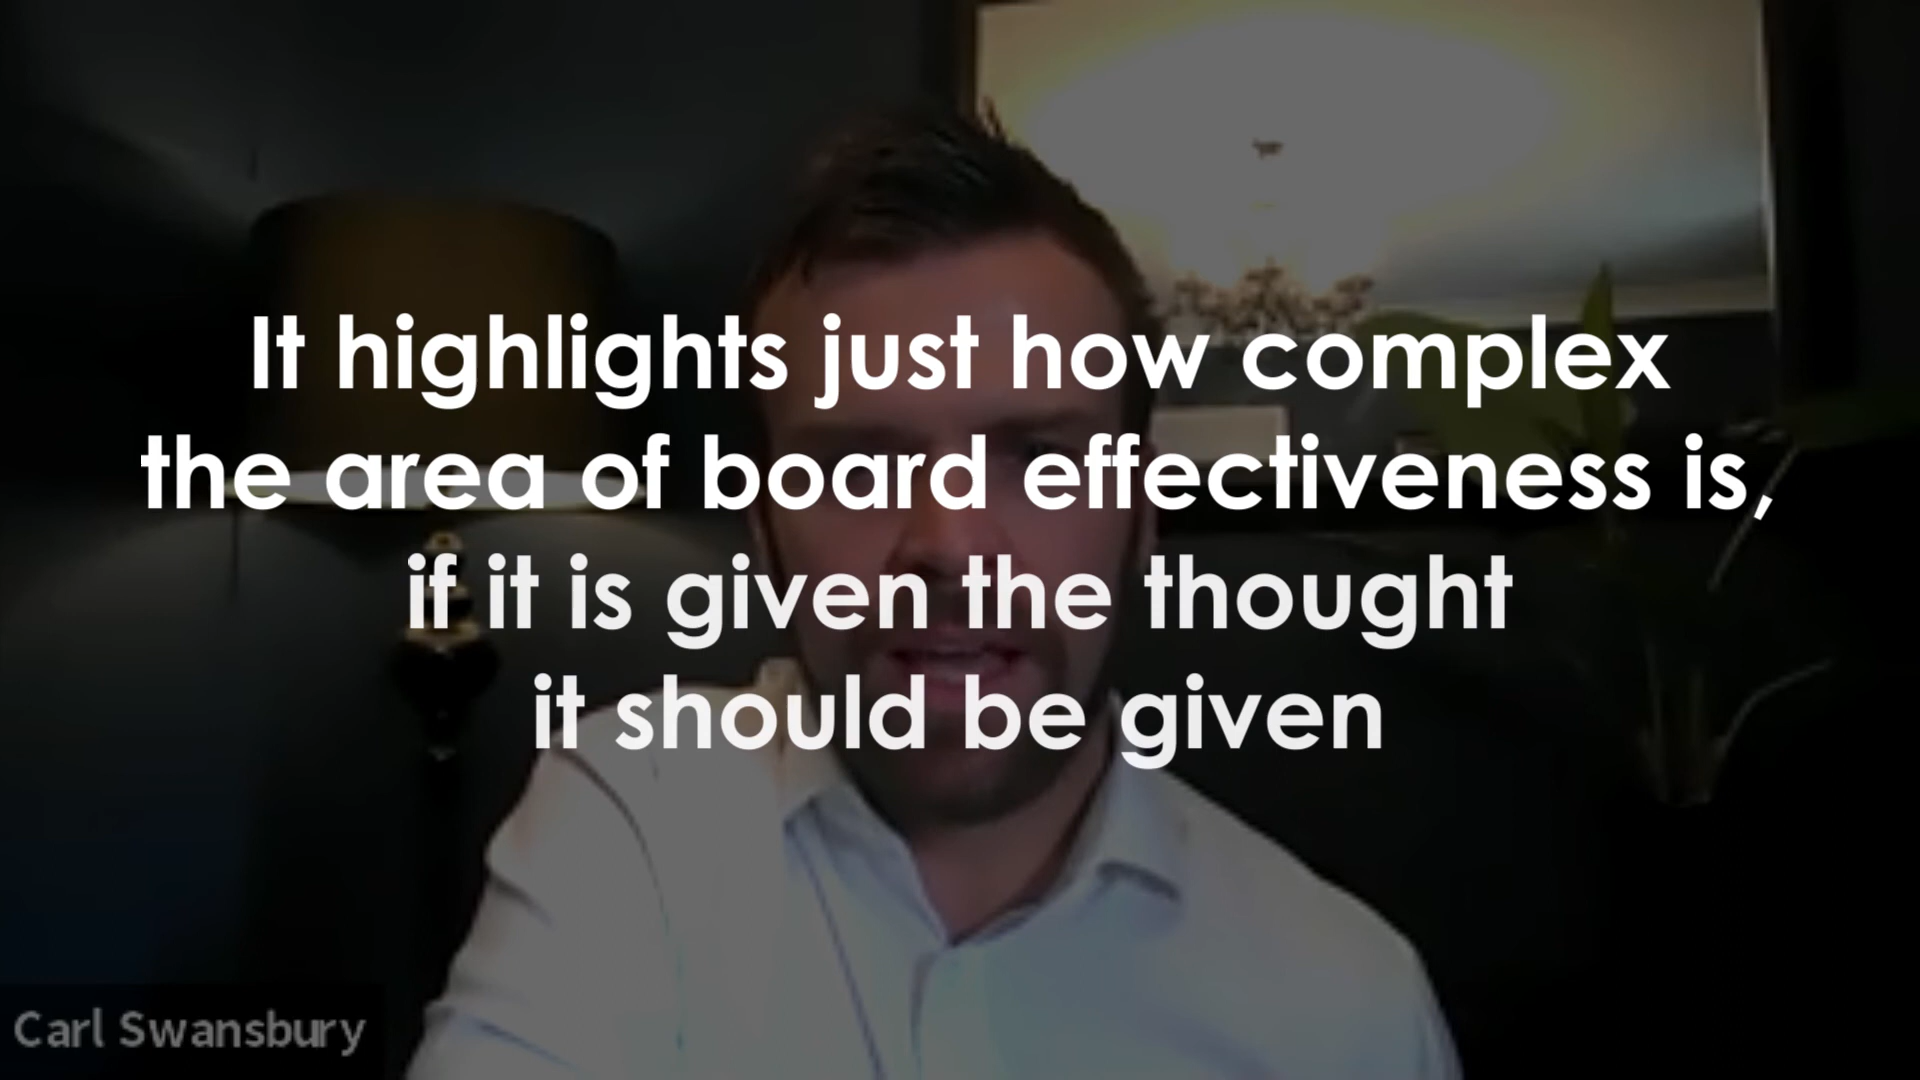 It highlights just how complex
the area of board effectiveness is,
if it is given the thought
it should be given
Carl Swansbury